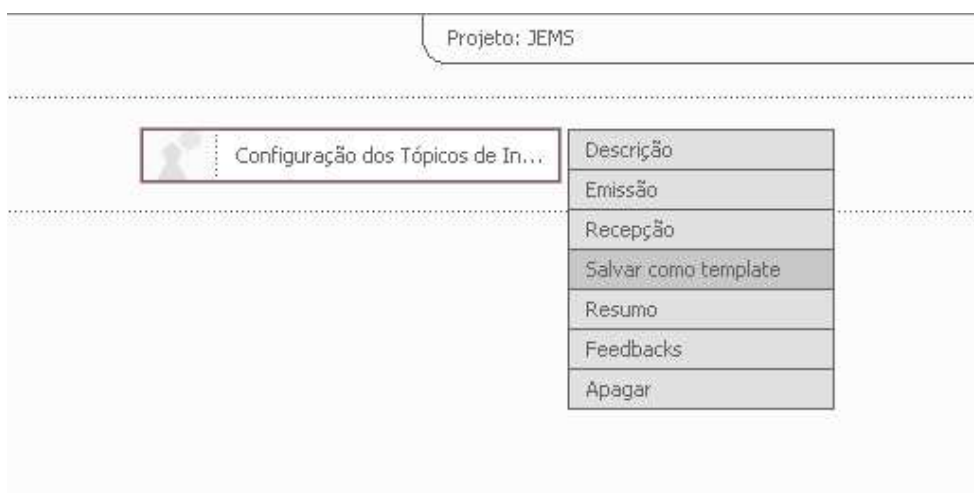 Projeto: JEMS
Configuração dos Tópicos de In...
Descrição
Emissão
Recepção
Salvar como template
Resumo
Feedbacks
Apagar